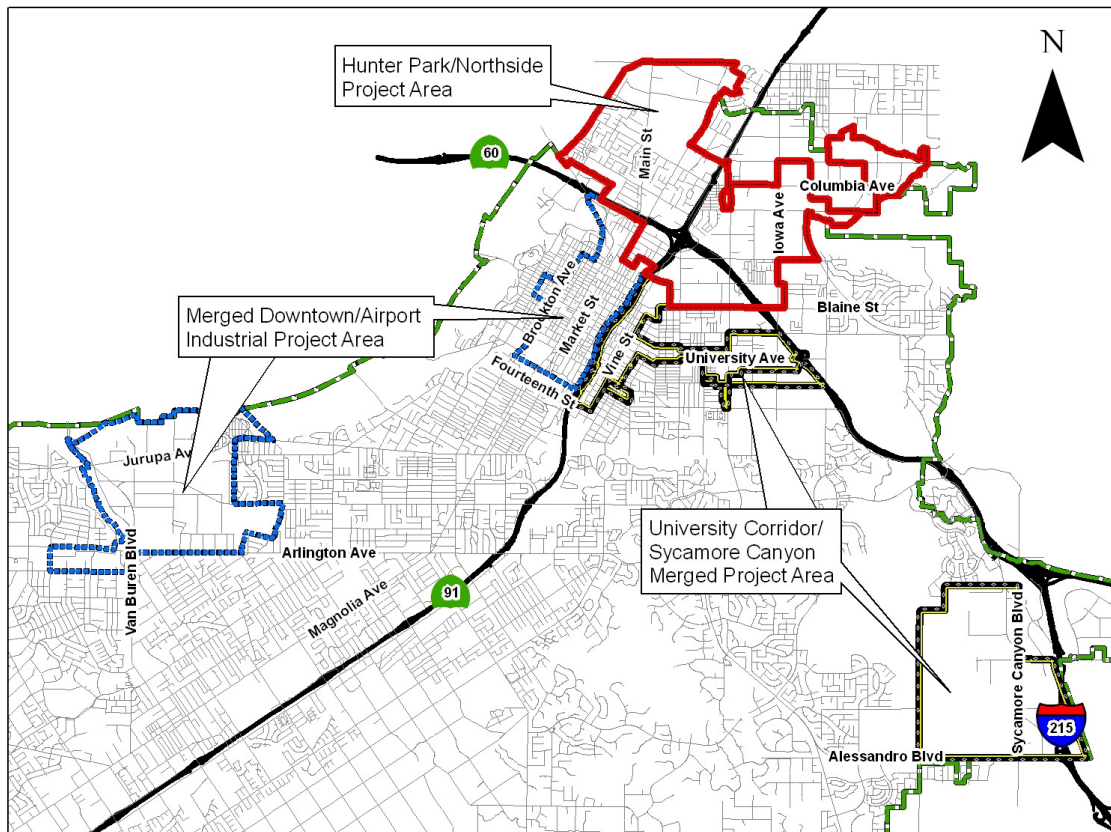 Hunter Park/Northside
Project Area
N
60
Main St
Columbia Ave
Iowa Ave
Brockton Ave
Market St
Merged Downtown/Airport
Industrial Project Area
Blaine St
Vine St
University Ave
Fourteenth St
Jurupa Av
University Corridor/
Sycamore Canyon
Merged Project Area
Arlington Ave
Van Buren Blvd
91
Magnolia Ave
Sycamore Canyon Blvd
215
Alessandro Blvd